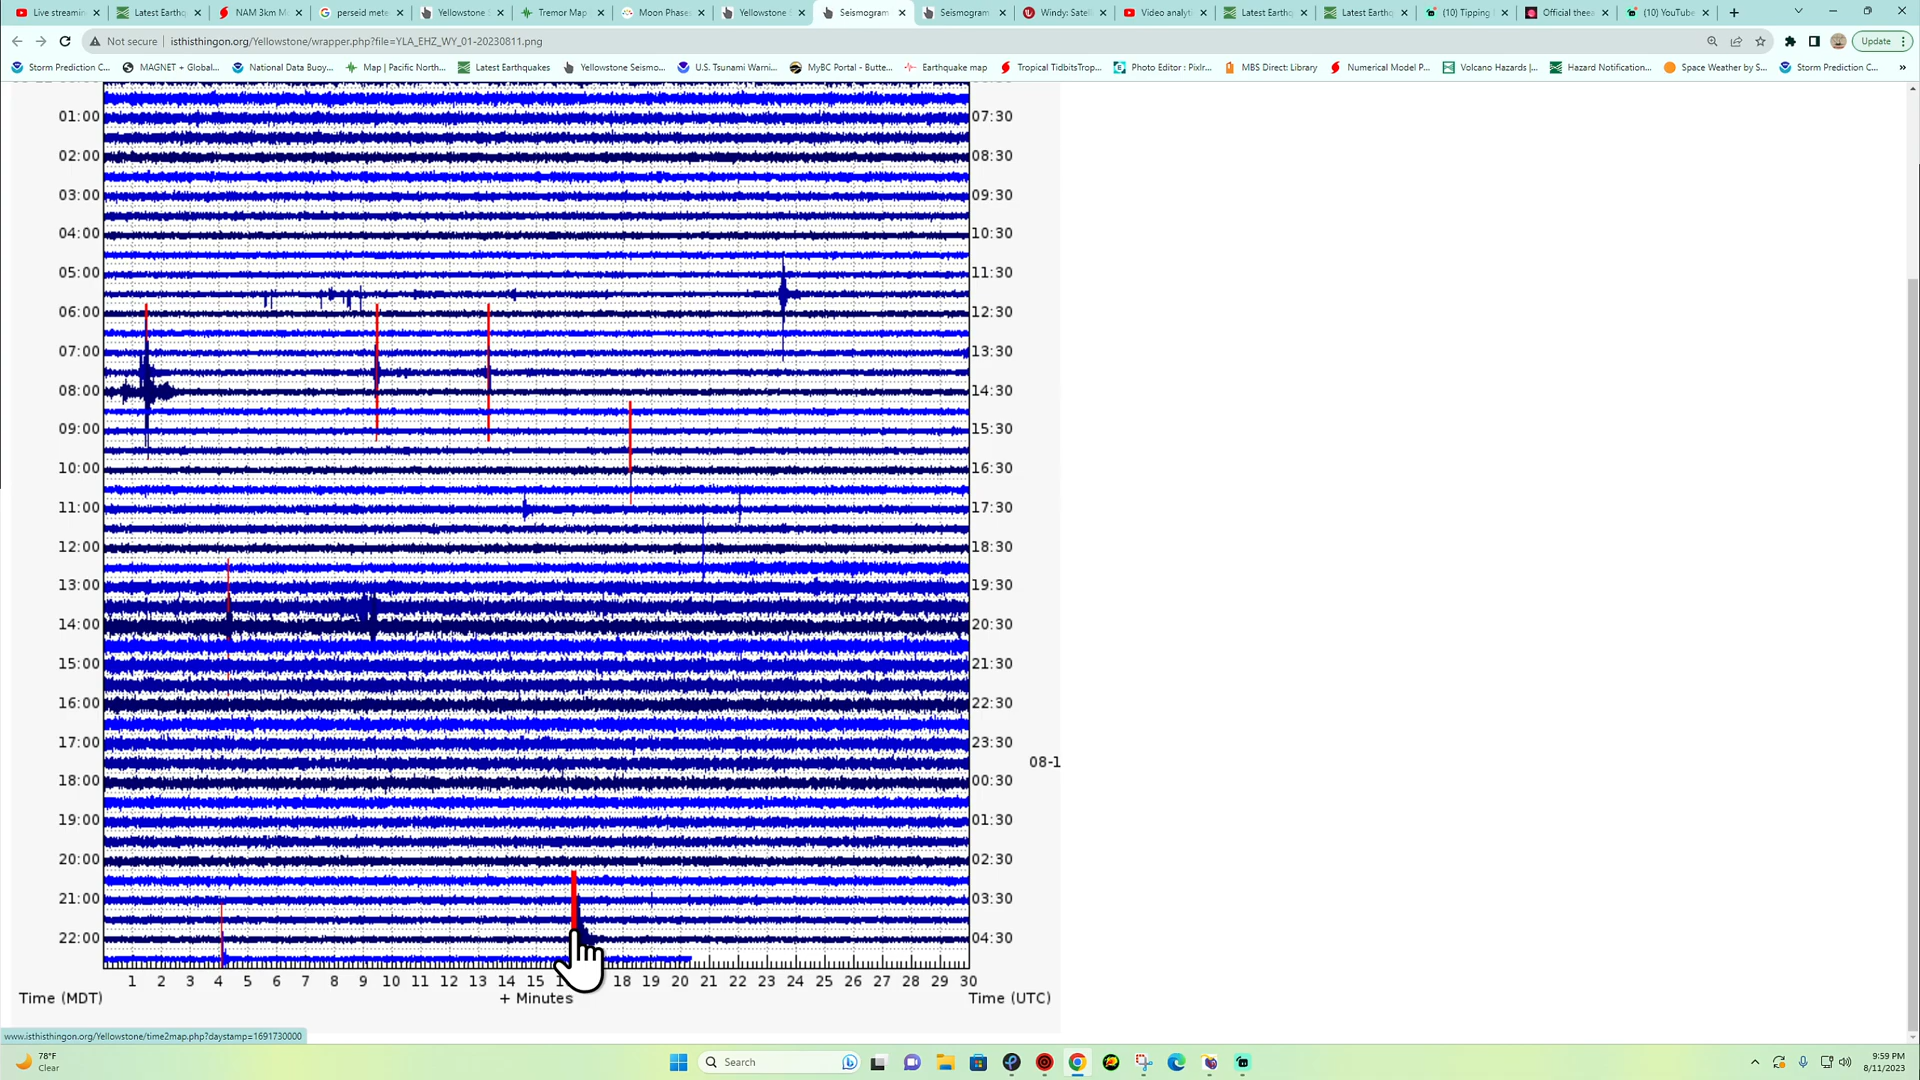 Live streamin
Latest Earthq
NAM 3km Mo
perseid mete
Yellowstone S
Tremor Map
Moon Phase
Yellowstone
Seismogram
Seismogram
Windy: Satel
Video analyt
Latest Earthq
Latest Earthq
(10) Tipping
Official theea
(10) YouTube
Not secure
isthisthingon.org/Yellowstone/wrapper.php?file=YLA_EHZ_WY_01-20230811.png
Update
Storm Prediction C...
MAGNET + Global...
National Data Buoy...
Map | Pacific North...
Latest Earthquakes
Yellowstone Seismo...
U.S. Tsunami Warni...
MyBC Portal - Butte...
Earthquake map
Tropical TidbitsTrop...
Photo Editor : Pixlr...
MBS Direct: Library
Numerical Model P...
Volcano Hazards |...
Hazard Notification...
Space Weather by S...
Storm Prediction C...
01:00 07:30
02:00 08:30
03:00 09:30
04:00 10:30
05:00 11:30
06:00 12:30
07:00 13:30
08:00 14:30
09:00 15:30
10:00 16:30
11:00 17:30
12:00 18:30
13:00 19:30
14:00 20:30
15:00 21:30
16:00 22:30
17:00 23:30
08-1
18:00 00:30
19:00 01:30
20:00 02:30
21:00 03:30
22:00 04:30
1 2 3 4 5 6 7 8 9 10 11 12 13 14 15 18 19 20 21 22 23 24 25 26 27 28 29 30
Time (MDT) + Minutes Time (UTC)
www.isthisthingon.org/Yellowstone/time2map.php?daystamp=1691730000
78°F
Clear
Search
9:59 PM
8/11/2023